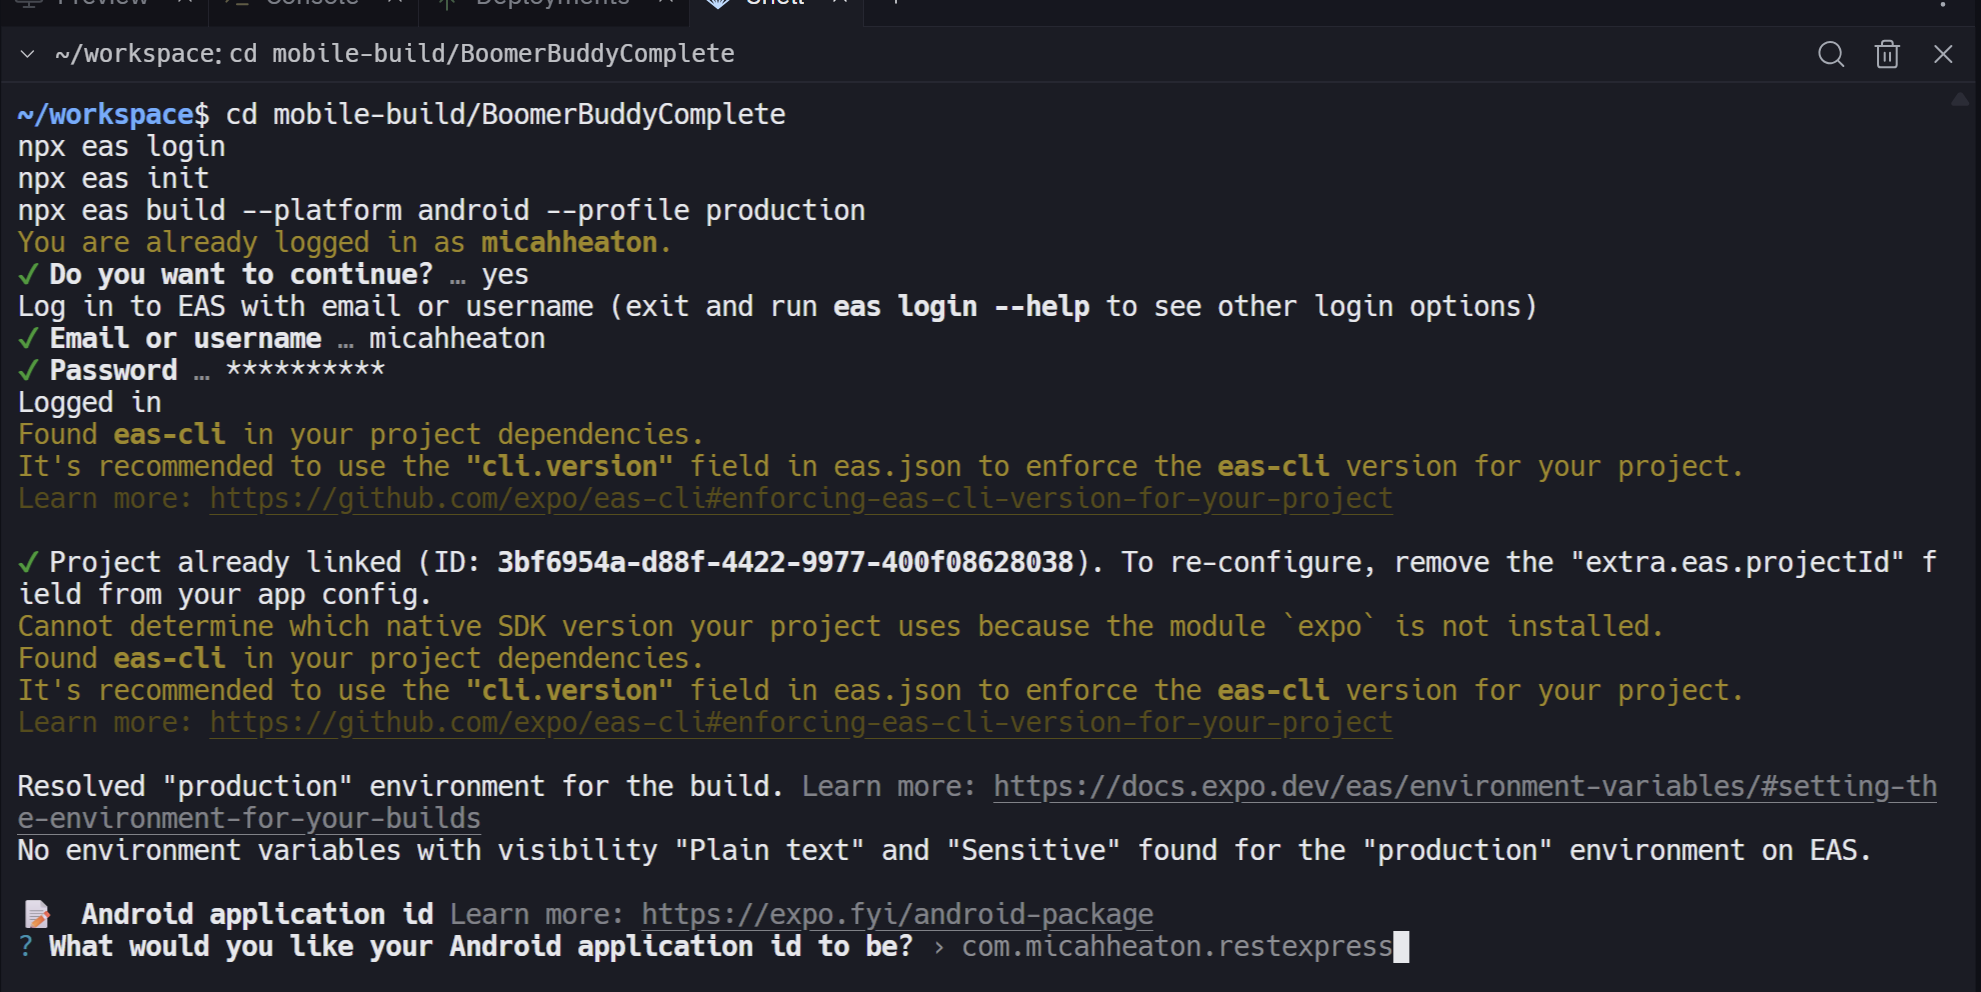 Preview
Console
Deployments
Shell
~/workspace: cd mobile-build/BoomerBuddyComplete
~/workspace$ cd mobile-build/BoomerBuddyComplete
npx eas login
npx eas init
npx eas build --platform android --profile production
You are already logged in as micahheaton.
✓ Do you want to continue? … yes
Log in to EAS with email or username (exit and run eas login --help to see other login options)
✓ Email or username … micahheaton
✓ Password … **********
Logged in
Found eas-cli in your project dependencies.
It's recommended to use the "cli.version" field in eas.json to enforce the eas-cli version for your project.
Learn more: https://github.com/expo/eas-cli#enforcing-eas-cli-version-for-your-project
✓ Project already linked (ID: 3bf6954a-d88f-4422-9977-400f08628038). To re-configure, remove the "extra.eas.projectId" f
ield from your app config.
Cannot determine which native SDK version your project uses because the module `expo` is not installed.
Found eas-cli in your project dependencies.
It's recommended to use the "cli.version" field in eas.json to enforce the eas-cli version for your project.
Learn more: https://github.com/expo/eas-cli#enforcing-eas-cli-version-for-your-project
Resolved "production" environment for the build. Learn more: https://docs.expo.dev/eas/environment-variables/#setting-th
e-environment-for-your-builds
No environment variables with visibility "Plain text" and "Sensitive" found for the "production" environment on EAS.
📝 Android application id Learn more: https://expo.fyi/android-package
? What would you like your Android application id to be? › com.micahheaton.restexpress